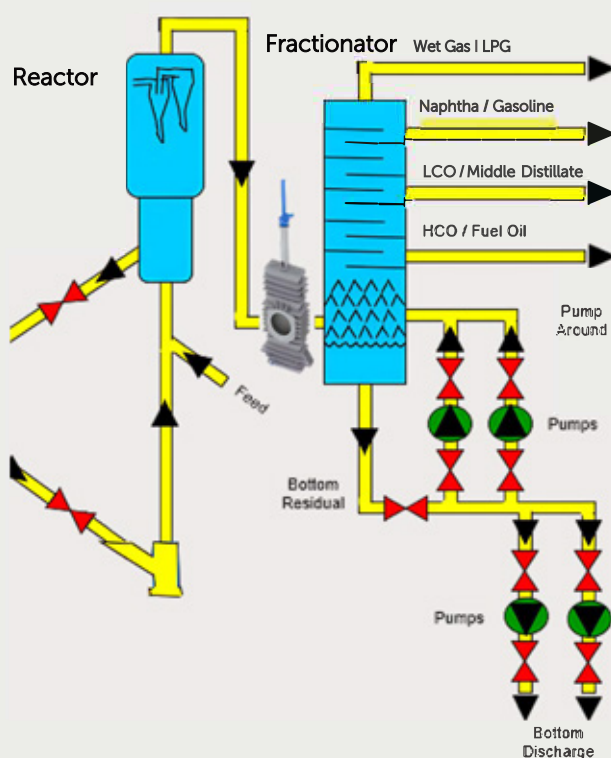 Fractionator
Wet Gas I LPG
Reactor
Naphtha / Gasoline
LCO / Middle Distillate
HCO / Fuel Oil
Pump
Around
Feed
Pumps
Bottom
Residual
Pumps
Bottom
Discharge